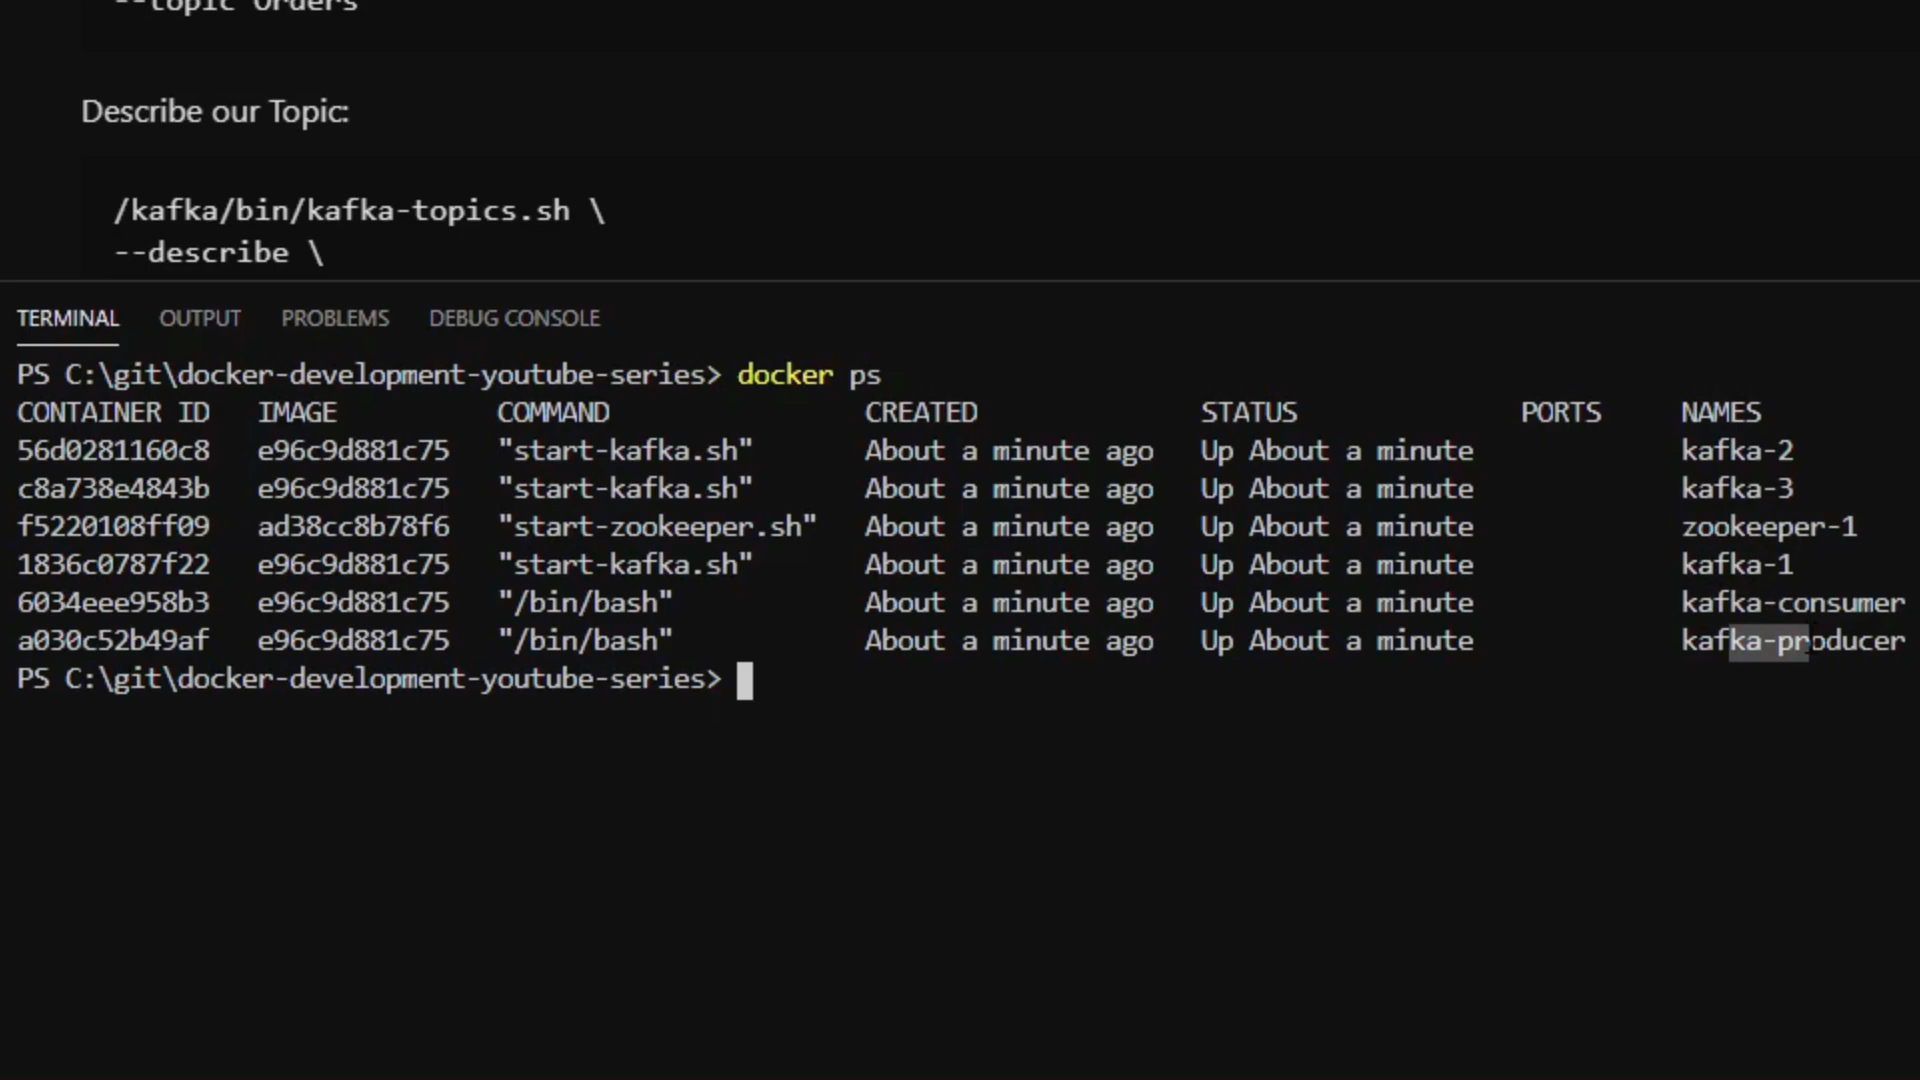 --topic Orders
Describe our Topic:
/kafka/bin/kafka-topics.sh \
--describe \
TERMINAL OUTPUT PROBLEMS DEBUG CONSOLE
PS C:\git\docker-development-youtube-series> docker ps
CONTAINER ID IMAGE COMMAND CREATED STATUS PORTS NAMES
56d0281160c8 e96c9d881c75 "start-kafka.sh" About a minute ago Up About a minute kafka-2
c8a738e4843b e96c9d881c75 "start-kafka.sh" About a minute ago Up About a minute kafka-3
f5220108ff09 ad38cc8b78f6 "start-zookeeper.sh" About a minute ago Up About a minute zookeeper-1
1836c0787f22 e96c9d881c75 "start-kafka.sh" About a minute ago Up About a minute kafka-1
6034eee958b3 e96c9d881c75 "/bin/bash" About a minute ago Up About a minute kafka-consumer
a030c52b49af e96c9d881c75 "/bin/bash" About a minute ago Up About a minute kafka-producer
PS C:\git\docker-development-youtube-series>